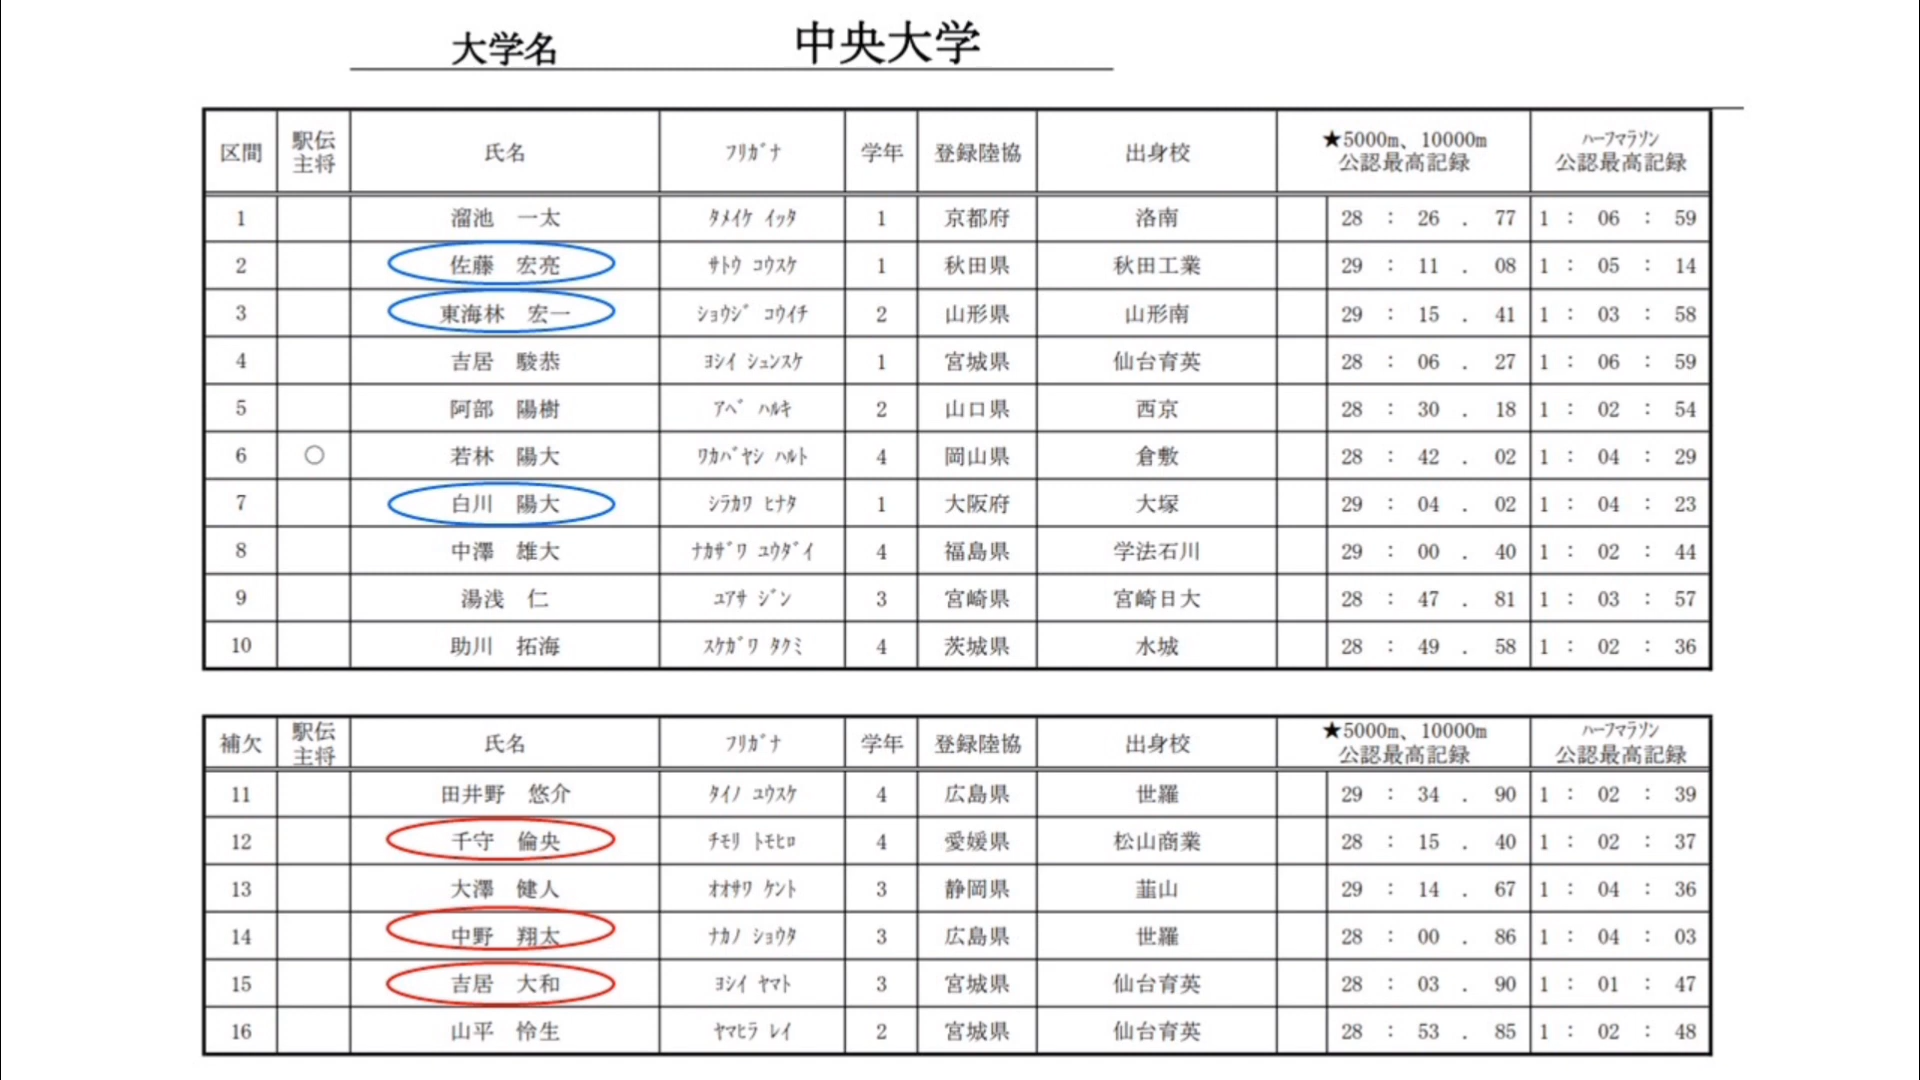 大学名 中央大学
区間 駅伝主将 氏名 ﾌﾘｶﾞﾅ 学年 登録陸協 出身校 ★5000m、10000m公認最高記録 ﾊｰﾌﾏﾗｿﾝ公認最高記録
1 溜池 一太 ﾀﾒｲｹ ｲｯﾀ 1 京都府 洛南 28 : 26 . 77 1 : 06 : 59
2 佐藤 宏亮 ｻﾄｳ ｺｳｽｹ 1 秋田県 秋田工業 29 : 11 . 08 1 : 05 : 14
3 東海林 宏一 ｼｮｳｼﾞ ｺｳｲﾁ 2 山形県 山形南 29 : 15 . 41 1 : 03 : 58
4 吉居 駿恭 ﾖｼｲ ｼｭﾝｽｹ 1 宮城県 仙台育英 28 : 06 . 27 1 : 06 : 59
5 阿部 陽樹 ｱﾍﾞ ﾊﾙｷ 2 山口県 西京 28 : 30 . 18 1 : 02 : 54
6 ○ 若林 陽大 ﾜｶﾊﾞﾔｼ ﾊﾙﾄ 4 岡山県 倉敷 28 : 42 . 02 1 : 04 : 29
7 白川 陽大 ｼﾗｶﾜ ﾋﾅﾀ 1 大阪府 大塚 29 : 04 . 02 1 : 04 : 23
8 中澤 雄大 ﾅｶｻﾞﾜ ﾕｳﾀﾞｲ 4 福島県 学法石川 29 : 00 . 40 1 : 02 : 44
9 湯浅 仁 ﾕｱｻ ｼﾞﾝ 3 宮崎県 宮崎日大 28 : 47 . 81 1 : 03 : 57
10 助川 拓海 ｽｹｶﾞﾜ ﾀｸﾐ 4 茨城県 水城 28 : 49 . 58 1 : 02 : 36
補欠 駅伝主将 氏名 ﾌﾘｶﾞﾅ 学年 登録陸協 出身校 ★5000m、10000m公認最高記録 ﾊｰﾌﾏﾗｿﾝ公認最高記録
11 田井野 悠介 ﾀｲﾉ ﾕｳｽｹ 4 広島県 世羅 29 : 34 . 90 1 : 02 : 39
12 千守 倫央 ﾁﾓﾘ ﾄﾓﾋﾛ 4 愛媛県 松山商業 28 : 15 . 40 1 : 02 : 37
13 大澤 健人 ｵｵｻﾜ ｹﾝﾄ 3 静岡県 韮山 29 : 14 . 67 1 : 04 : 36
14 中野 翔太 ﾅｶﾉ ｼｮｳﾀ 3 広島県 世羅 28 : 00 . 86 1 : 04 : 03
15 吉居 大和 ﾖｼｲ ﾔﾏﾄ 3 宮城県 仙台育英 28 : 03 . 90 1 : 01 : 47
16 山平 怜生 ﾔﾏﾋﾗ ﾚｲ 2 宮城県 仙台育英 28 : 53 . 85 1 : 02 : 48